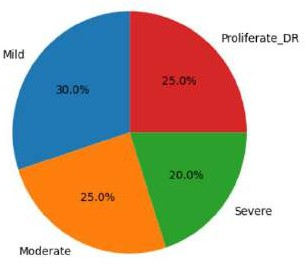 Proliferate_DR
Mild
25.0%
30.0%
20.0%
25.0%
Severe
Moderate